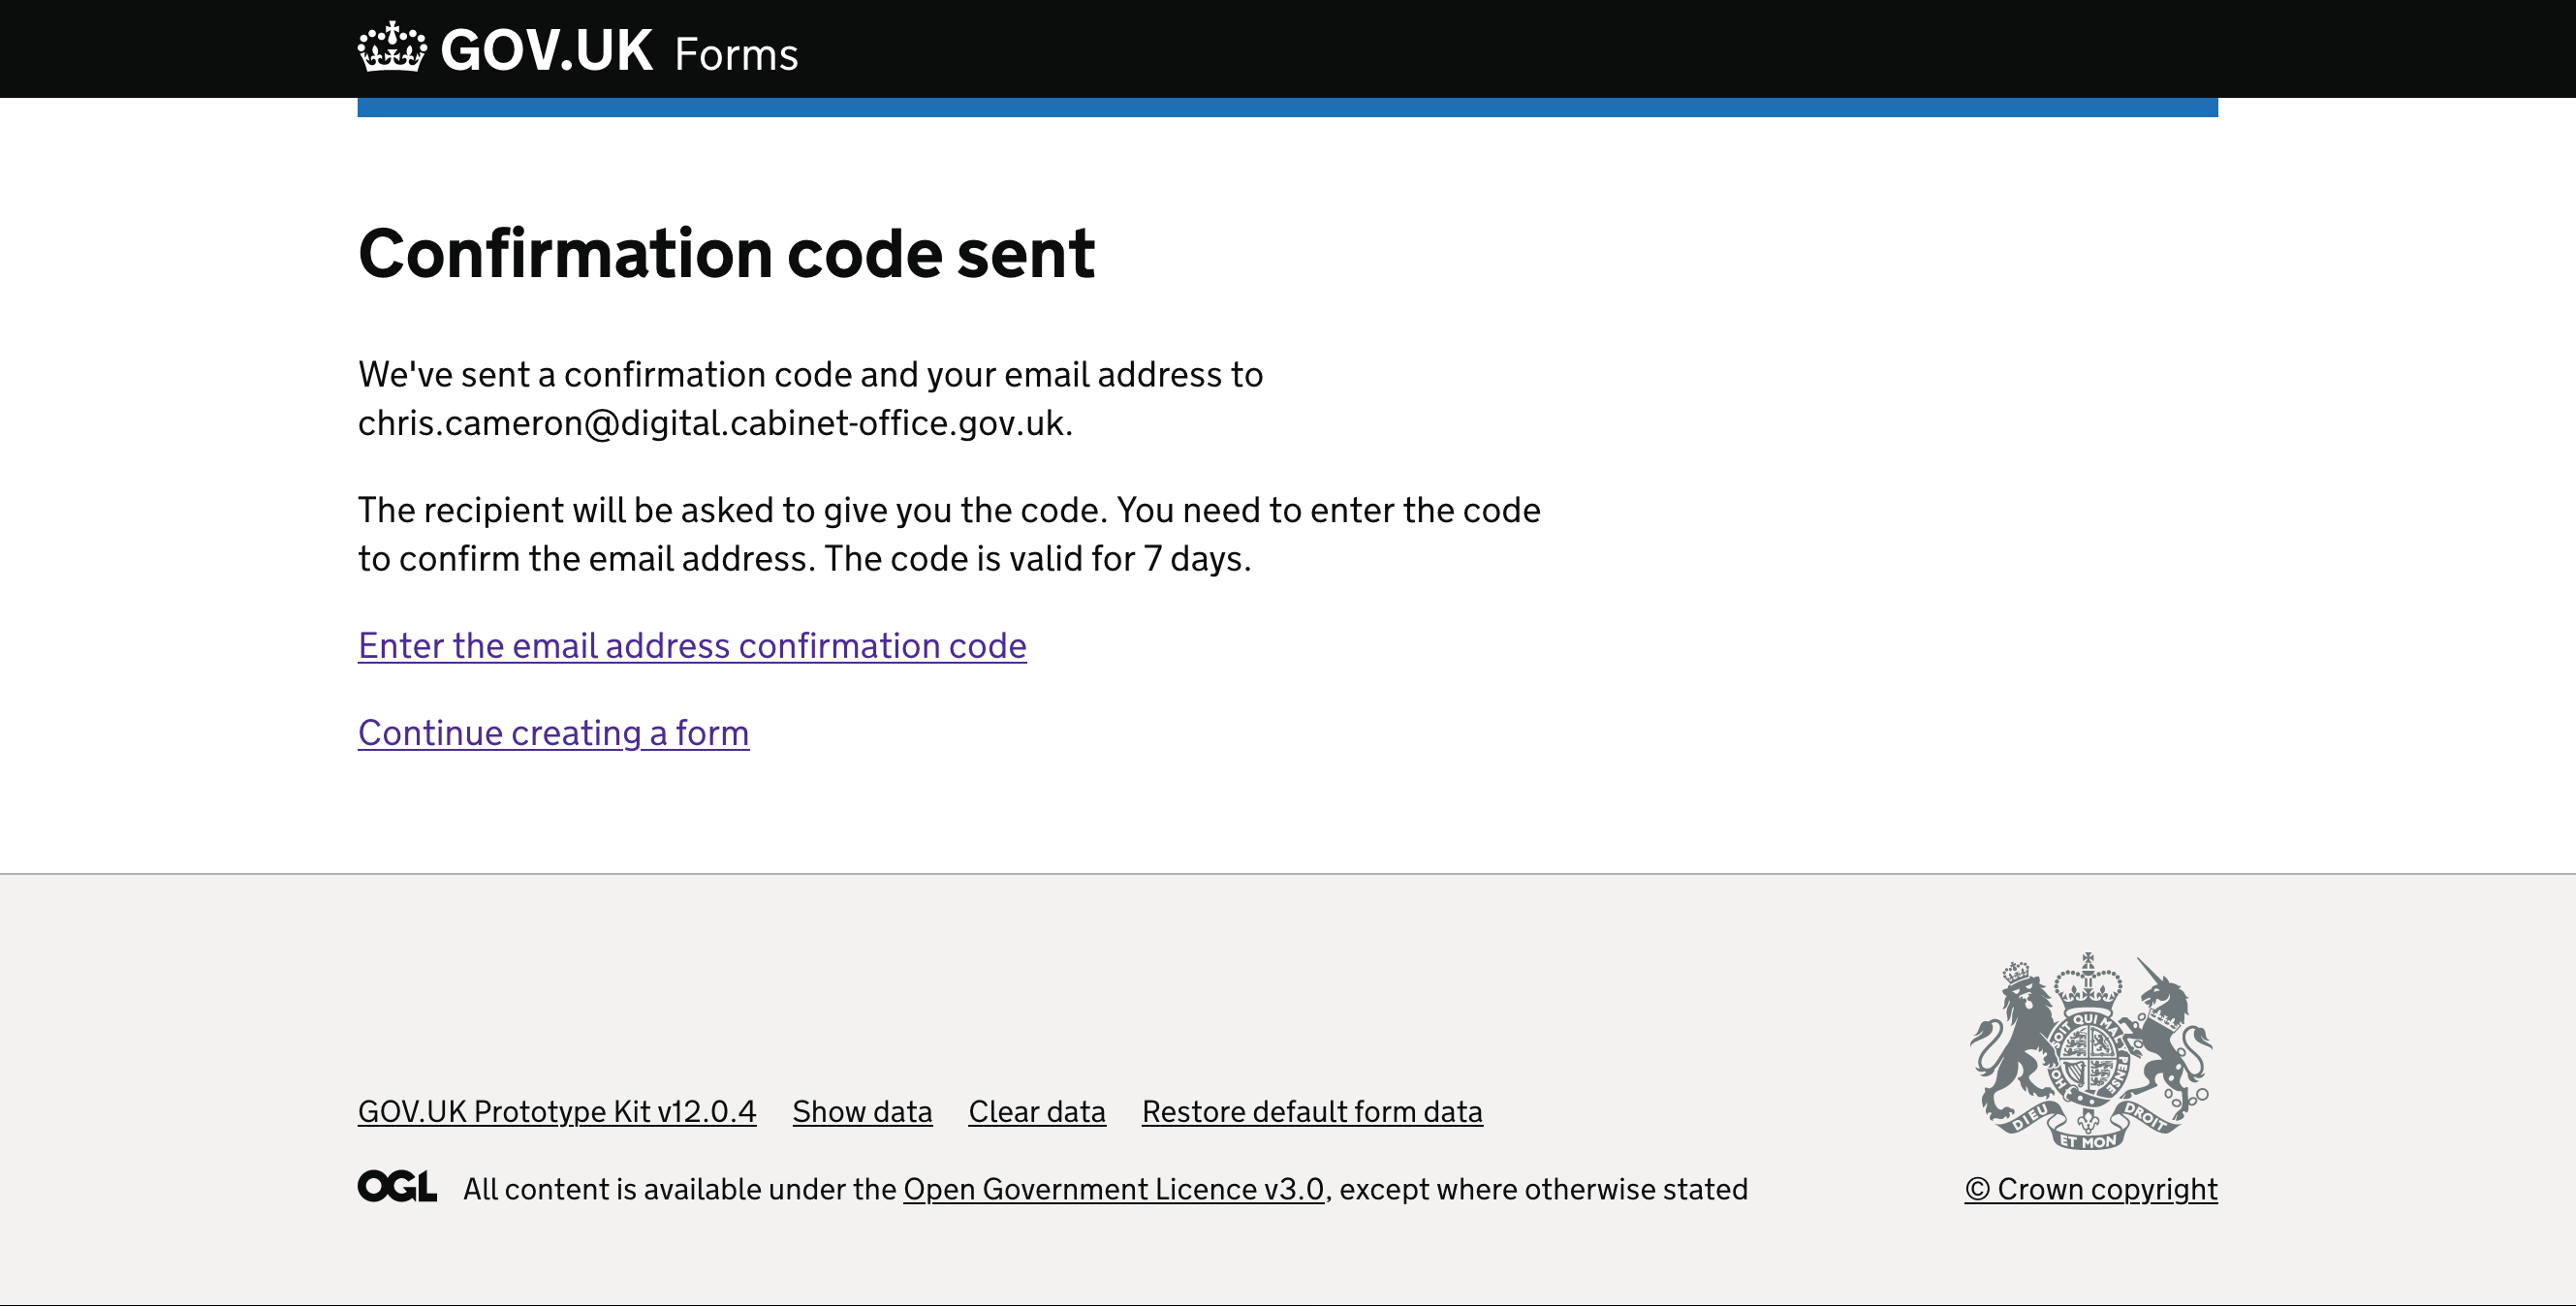 GOV.UK Forms
Confirmation code sent
We've sent a confirmation code and your email address to
chris.cameron@digital.cabinet-office.gov.uk.
The recipient will be asked to give you the code. You need to enter the code
to confirm the email address. The code is valid for 7 days.
Enter the email address confirmation code
Continue creating a form
GOV.UK Prototype Kit v12.0.4 Show data Clear data Restore default form data
OGL All content is available under the Open Government Licence v3.0, except where otherwise stated
SOIT QUI MAL Y PENSE
DIEU ET MON DROIT
© Crown copyright